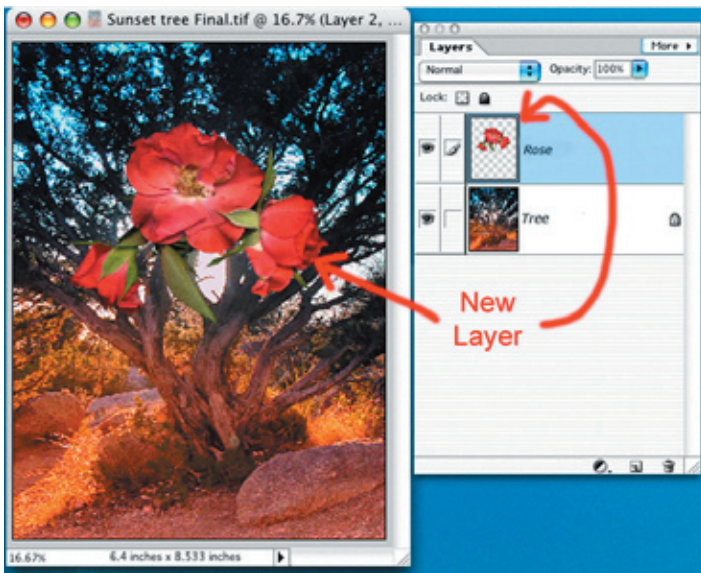 Sunset tree Final.tif @ 16.7% (Layer 2, ...
Layers
More
Normal
Opacity: 100%
Lock:
Rose
Tree
New
Layer
16.67%
6.4 inches x 8.533 inches